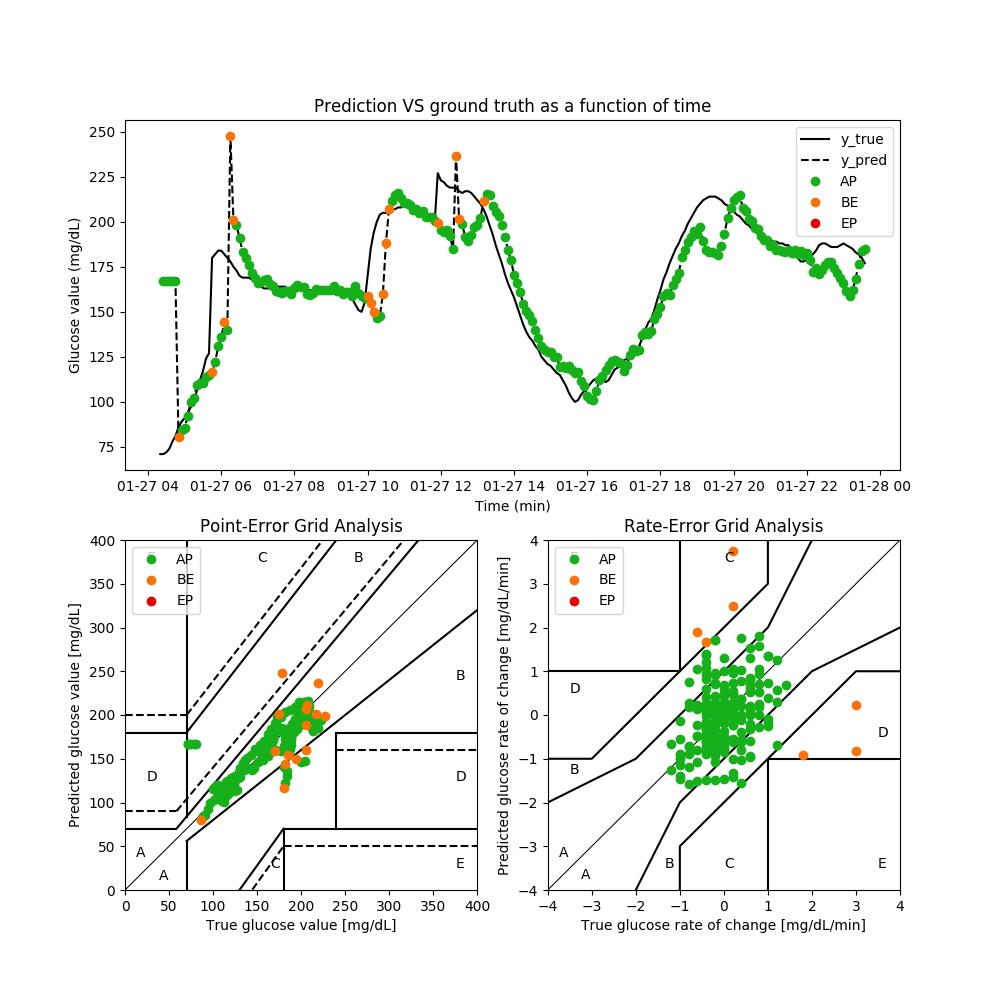 Prediction VS ground truth as a function of time
Glucose value (mg/dL)
250
225
200
175
150
125
100
75
y_true
y_pred
AP
BE
EP
01-27 04 01-27 06 01-27 08 01-27 10 01-27 12 01-27 14 01-27 16 01-27 18 01-27 20 01-27 22 01-28 00
Time (min)
Point-Error Grid Analysis
Predicted glucose value [mg/dl]
400
350
300
250
200
150
100
50
0
AP
BE
EP
C
B
B
D
D
A
A
C
E
0 50 100 150 200 250 300 350 400
True glucose value [mg/dL]
Rate-Error Grid Analysis
Predicted glucose rate of change [mg/dL/min]
4
3
2
1
0
−1
−2
−3
−4
AP
BE
EP
C
D
D
B
A
A
B
C
E
−4 −3 −2 −1 0 1 2 3 4
True glucose rate of change [mg/dL/min]